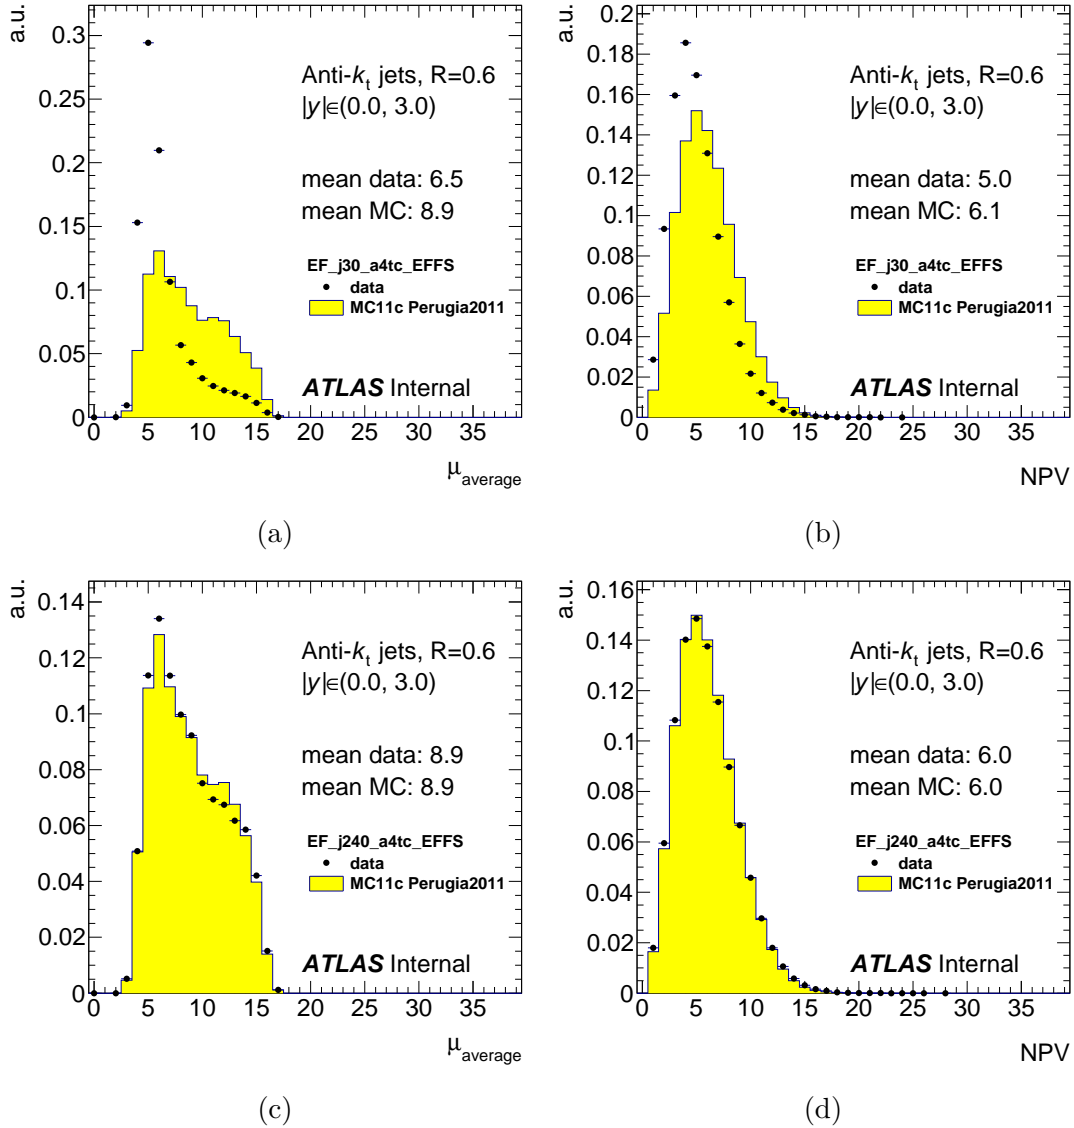 a.u.
0.3
0.25
0.2
0.15
0.1
0.05
0
0 5 10 15 20 25 30 35
μaverage
Anti-kt jets, R=0.6
|y|∈(0.0, 3.0)
mean data: 6.5
mean MC: 8.9
EF_j30_a4tc_EFFS
data
MC11c Perugia2011
ATLAS Internal
(a)
a.u.
0.2
0.18
0.16
0.14
0.12
0.1
0.08
0.06
0.04
0.02
0
0 5 10 15 20 25 30 35
NPV
Anti-kt jets, R=0.6
|y|∈(0.0, 3.0)
mean data: 5.0
mean MC: 6.1
EF_j30_a4tc_EFFS
data
MC11c Perugia2011
ATLAS Internal
(b)
a.u.
0.14
0.12
0.1
0.08
0.06
0.04
0.02
0
0 5 10 15 20 25 30 35
μaverage
Anti-kt jets, R=0.6
|y|∈(0.0, 3.0)
mean data: 8.9
mean MC: 8.9
EF_j240_a4tc_EFFS
data
MC11c Perugia2011
ATLAS Internal
(c)
a.u.
0.16
0.14
0.12
0.1
0.08
0.06
0.04
0.02
0
0 5 10 15 20 25 30 35
NPV
Anti-kt jets, R=0.6
|y|∈(0.0, 3.0)
mean data: 6.0
mean MC: 6.0
EF_j240_a4tc_EFFS
data
MC11c Perugia2011
ATLAS Internal
(d)